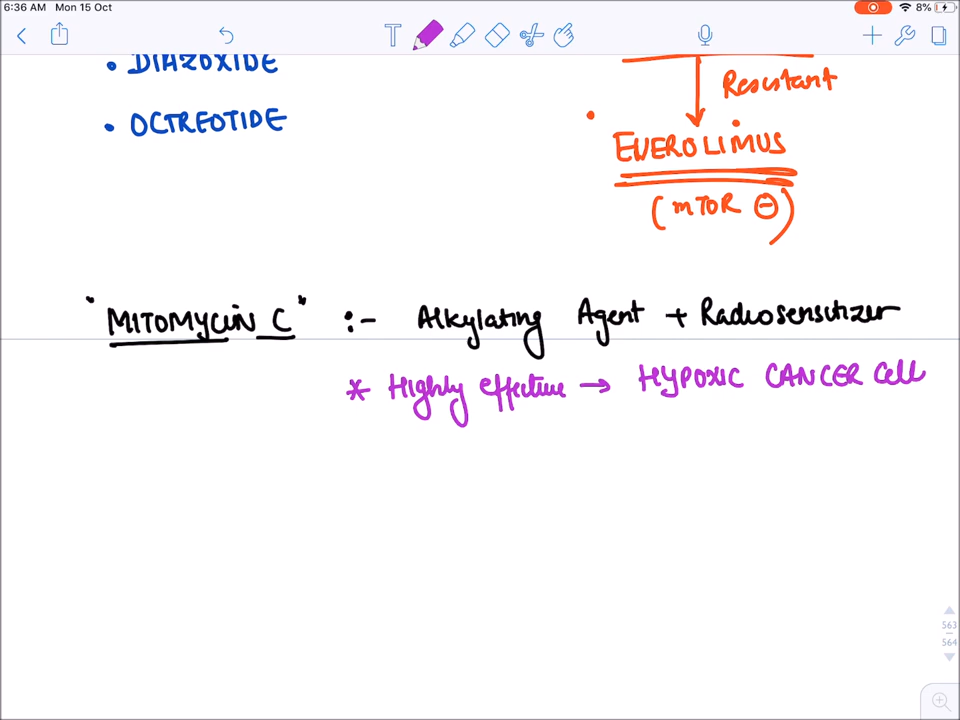 6:36 AM Mon 15 Oct
8%
T
• DIAZOXIDE
• OCTREOTIDE
Resistant
• EVEROLIMUS
(mTOR ⊖)
"MITOMYCIN C" :- Alkylating Agent + Radiosensitizer
* Highly effective → HYPOXIC CANCER Cell
563
564